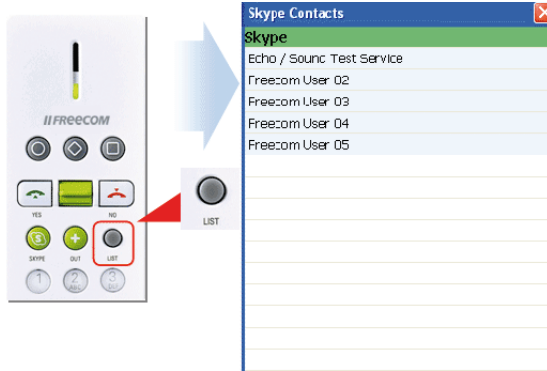 FREECOM
YES
NO
SKYPE
OUT
LIST
1
2 ABC
3
LIST
Skype Contacts
Skype
Echo / Sound Test Service
Freecom User 02
Freecom User 03
Freecom User 04
Freecom User 05